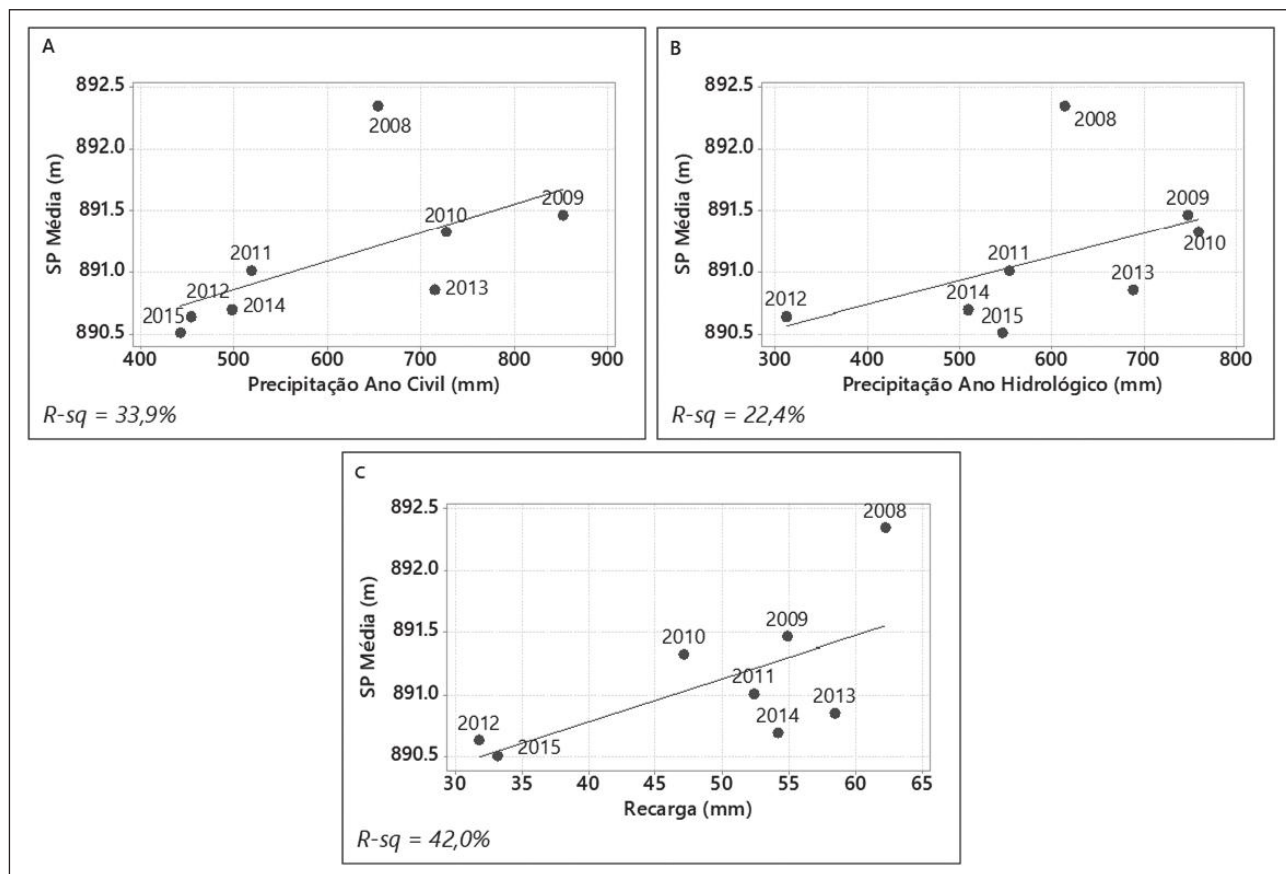 A
SP Média (m)
892.5
892.0
891.5
891.0
890.5
2008
2009
2010
2011
2013
2012
2014
2015
400 500 600 700 800 900
Precipitação Ano Civil (mm)
R-sq = 33,9%
B
SP Média (m)
892.5
892.0
891.5
891.0
890.5
2008
2009
2010
2011
2013
2012
2014
2015
300 400 500 600 700 800
Precipitação Ano Hidrológico (mm)
R-sq = 22,4%
C
SP Média (m)
892.5
892.0
891.5
891.0
890.5
2008
2009
2010
2011
2013
2014
2012
2015
30 35 40 45 50 55 60 65
Recarga (mm)
R-sq = 42,0%